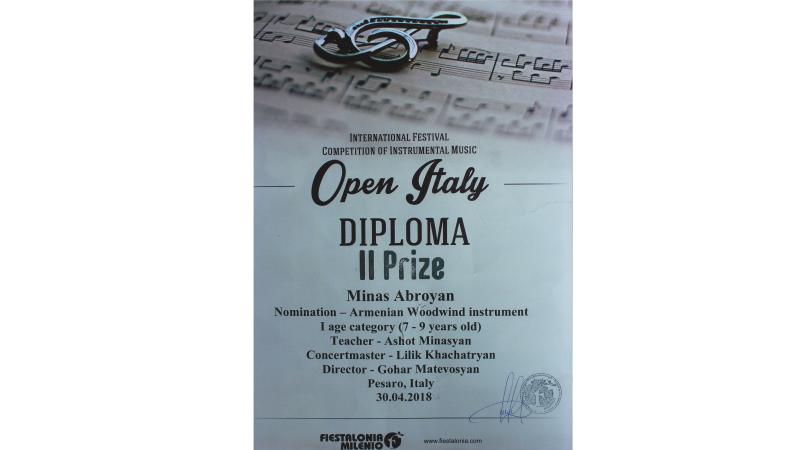 International Festival
Competition of Instrumental Music
Open Italy
DIPLOMA
II Prize
Minas Abroyan
Nomination – Armenian Woodwind instrument
I age category (7 - 9 years old)
Teacher - Ashot Minasyan
Concertmaster - Lilik Khachatryan
Director - Gohar Matevosyan
Pesaro, Italy
30.04.2018
FIESTALONIA
MILENIO
www.fiestalonia.com